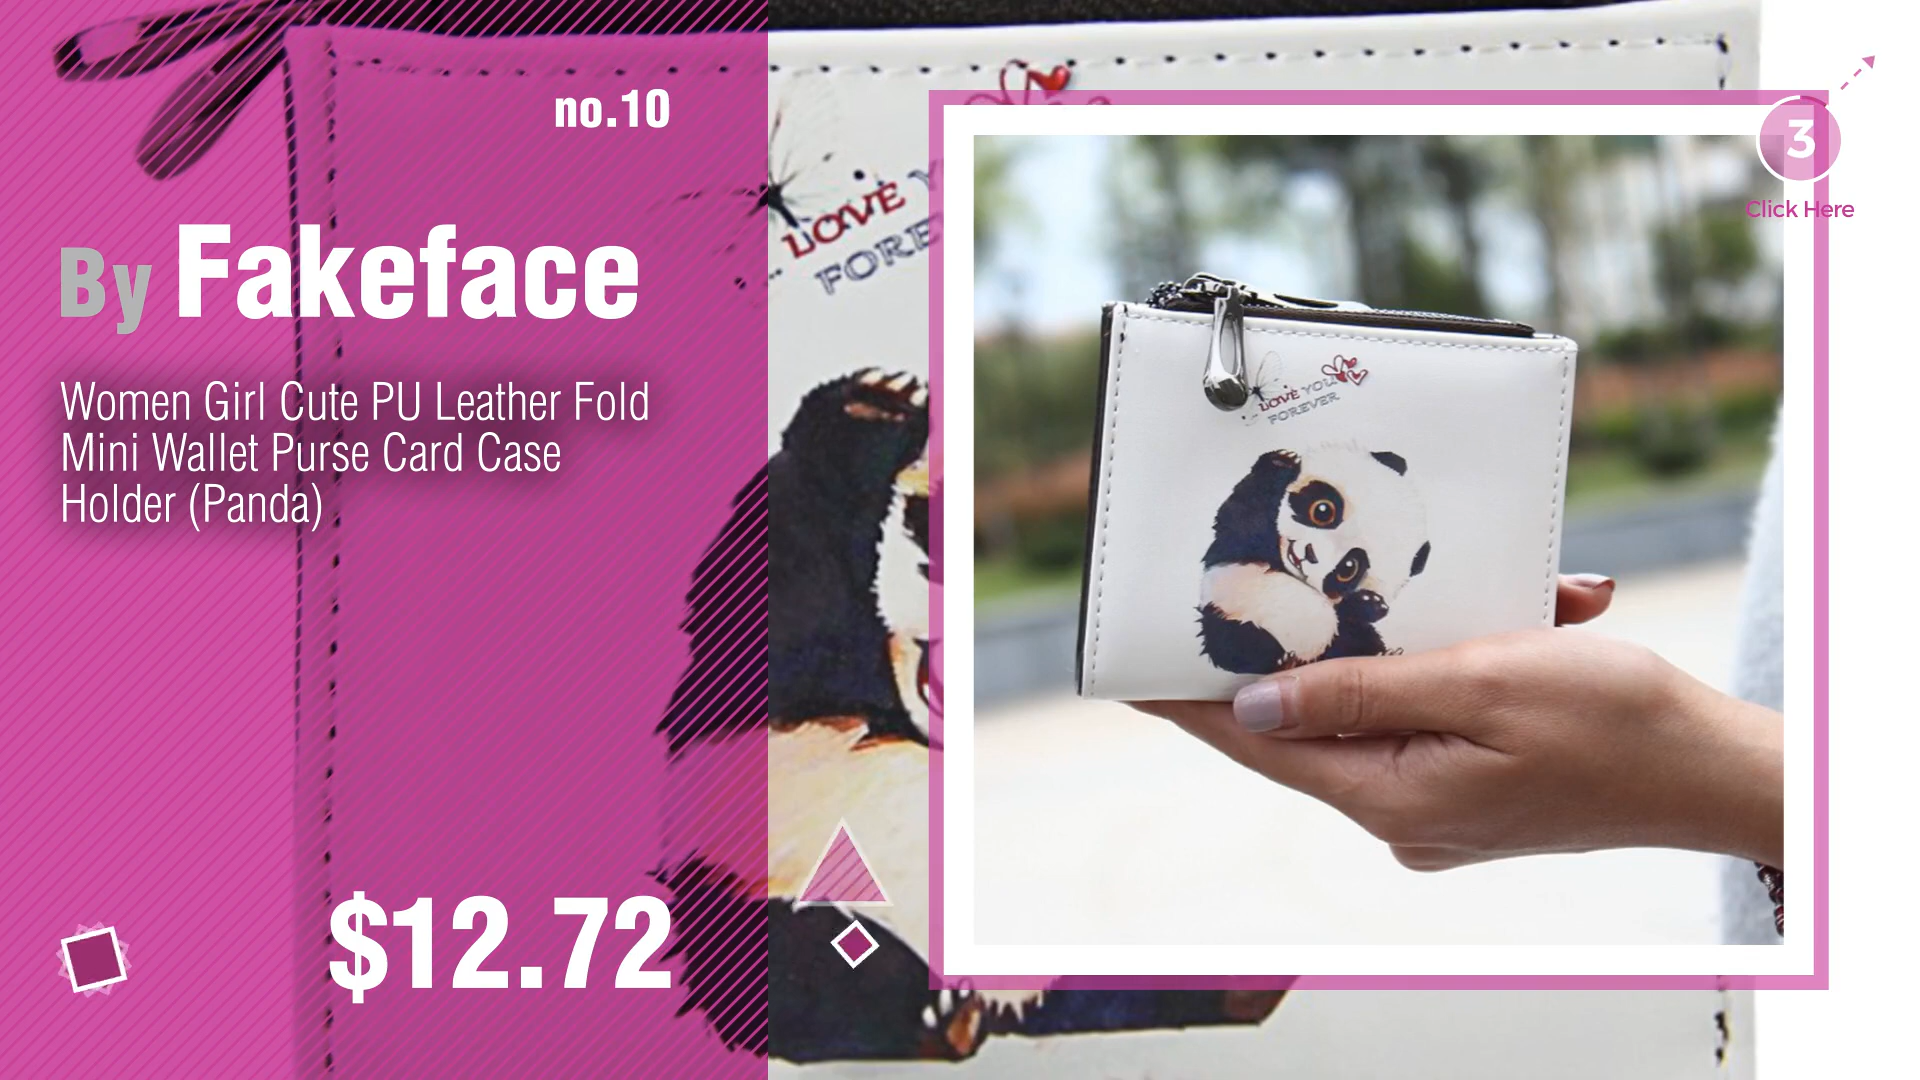 no.10
By Fakeface
Women Girl Cute PU Leather Fold
Mini Wallet Purse Card Case
Holder (Panda)
$12.72
LOVE
FOREV
LOVE YOU
FOREVER
3
Click Here